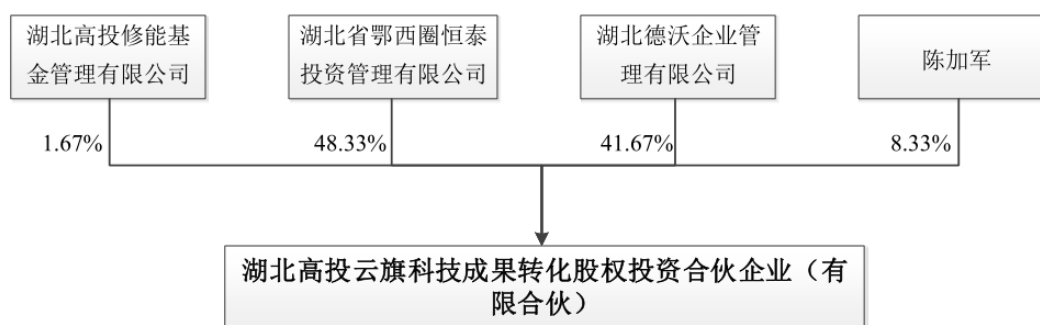 湖北高投修能基
金管理有限公司
湖北省鄂西圈恒泰
投资管理有限公司
湖北德沃企业管
理有限公司
陈加军
1.67%
48.33%
41.67%
8.33%
湖北高投云旗科技成果转化股权投资合伙企业（有
限合伙）